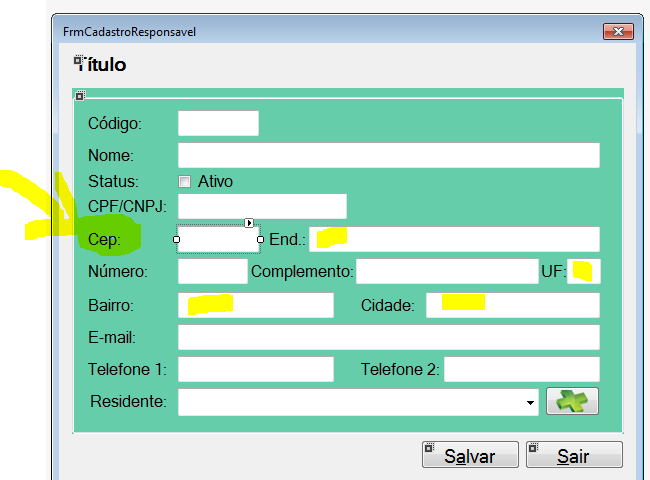 FrmCadastroResponsavel
Título
Código:
Nome:
Status: Ativo
CPF/CNPJ:
Cep: End.:
Número: Complemento: UF:
Bairro: Cidade:
E-mail:
Telefone 1: Telefone 2:
Residente:
Salvar Sair